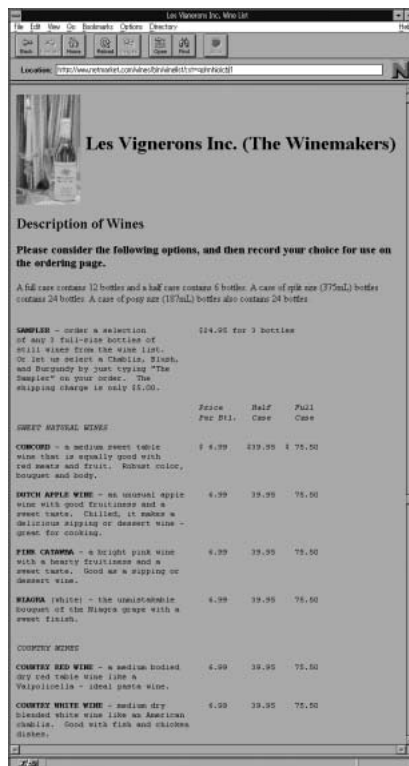 Les Vignerons Inc. Wine List
File Edit View Go Bookmarks Options Directory
Back Home Reload Open Find
Location: http://www.netmarket.com/wines/bin/winelist/
N
Les Vignerons Inc. (The Winemakers)
Description of Wines
Please consider the following options, and then record your choice for use on
the ordering page.
A full case contains 12 bottles and a half case contains 6 bottles. A case of split size (375mL) bottles
contains 24 bottles. A case of pony size (187mL) bottles also contains 24 bottles.
SAMPLER - order a selection $24.95 for 3 bottles
of any 3 full-size bottles of
still wines from the wine list.
Or let us select a Chablis, Blush,
and Burgundy by just typing "The
Sampler" on your order. The
shipping charge is only $5.00.
Price Half Full
Per Btl. Case Case
SWEET NATURAL WINES
CONCORD - a medium sweet table $ 6.99 $39.95 $ 75.50
wine that is equally good with
red meats and fruit. Robust color,
bouquet and body.
DUTCH APPLE WINE - an unusual apple 6.99 39.95 75.50
wine with good fruitiness and a
sweet taste. Chilled, it makes a
delicious sipping or dessert wine -
great for cooking.
PINK CATAWBA - a bright pink wine 6.99 39.95 75.50
with a hearty fruitiness and a
sweet taste. Good as a sipping or
dessert wine.
NIAGRA (white) - the unmistakable 6.99 39.95 75.50
bouquet of the Niagra grape with a
sweet finish.
COUNTRY WINES
COUNTRY RED WINE - a medium bodied 6.99 39.95 75.50
dry red table wine like a
Valpolicella - ideal pasta wine.
COUNTRY WHITE WINE - a medium dry 6.99 39.95 75.50
blended white wine like an American
chablis. Good with fish and chicken
dishes.